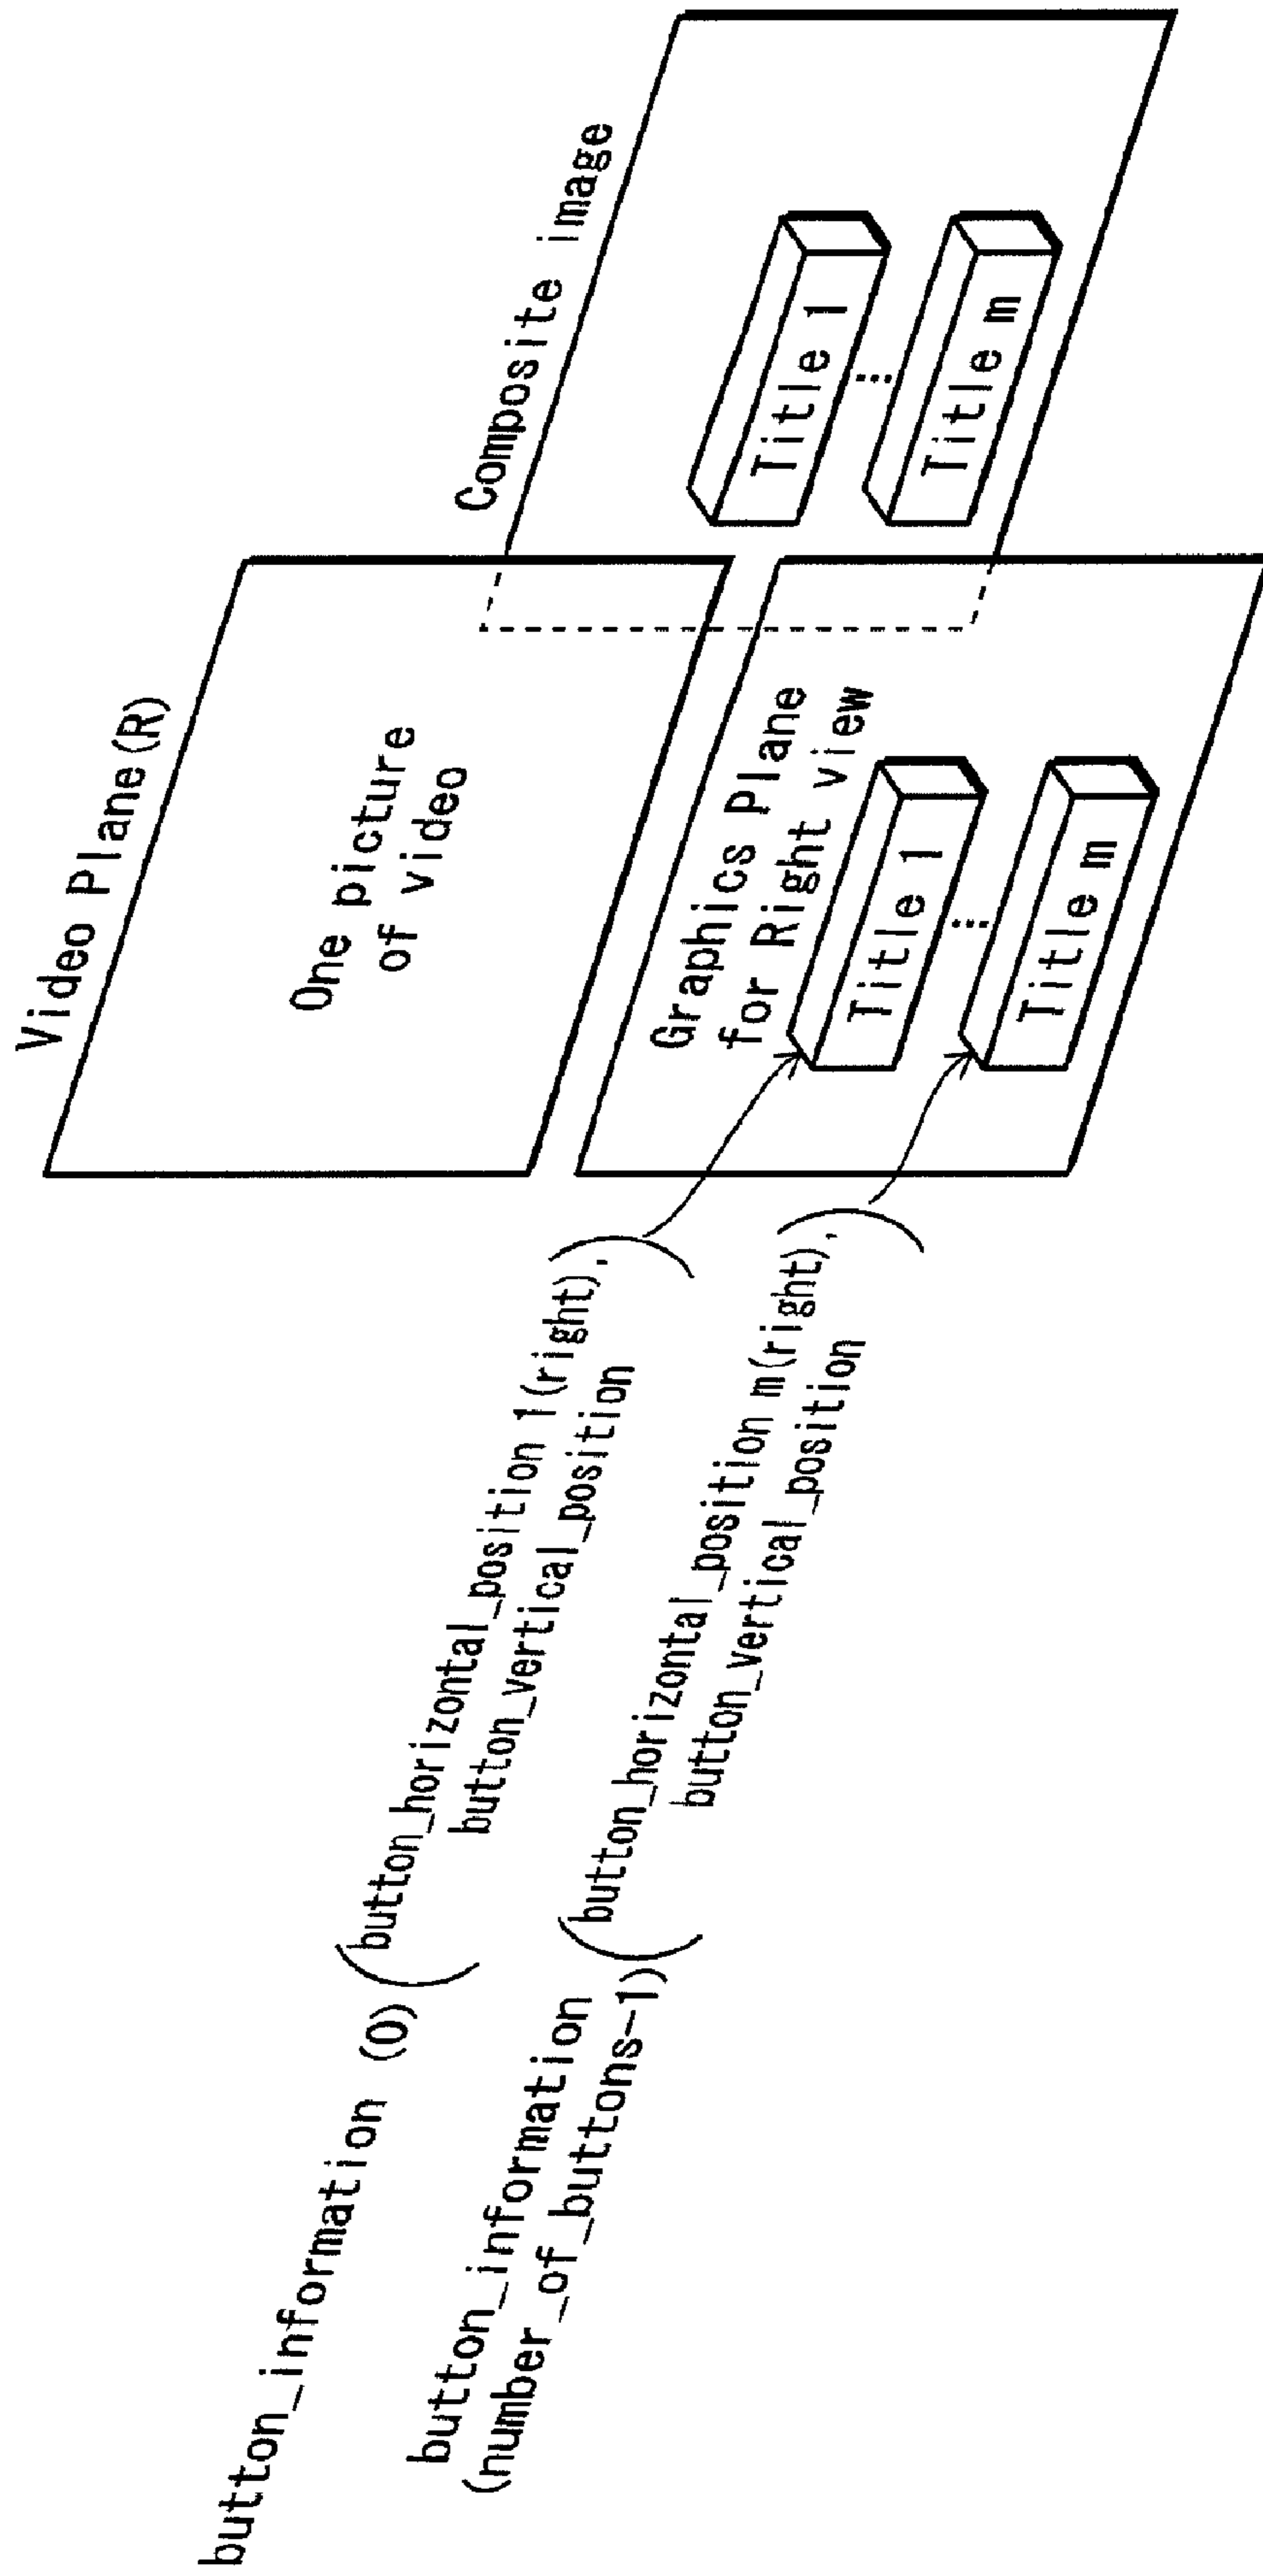 Video Plane(R)
One picture
of video
Composite image
Title 1
⋮
Title m
Graphics Plane
for Right view
Title 1
⋮
Title m
button_information (0)
(button_horizontal_position 1(right),
button_vertical_position)
button_information
(number_of_buttons-1)
(button_horizontal_position m(right),
button_vertical_position)